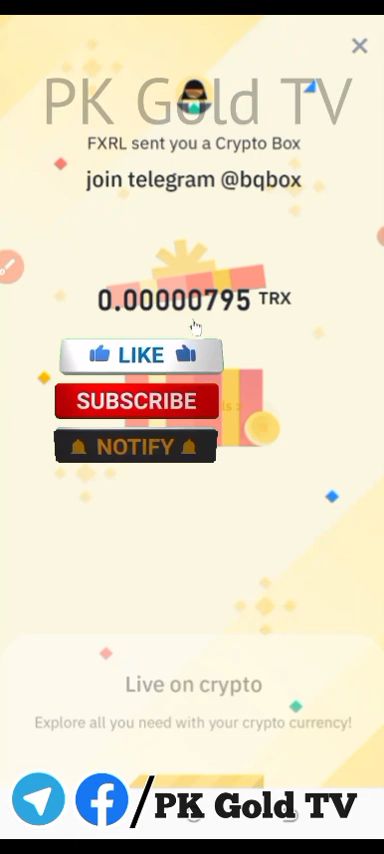 PK Gold TV
FXRL sent you a Crypto Box
join telegram @bqbox
0.00000795 TRX
LIKE
SUBSCRIBE
NOTIFY
Live on crypto
Explore all you need with your crypto currency!
/PK Gold TV